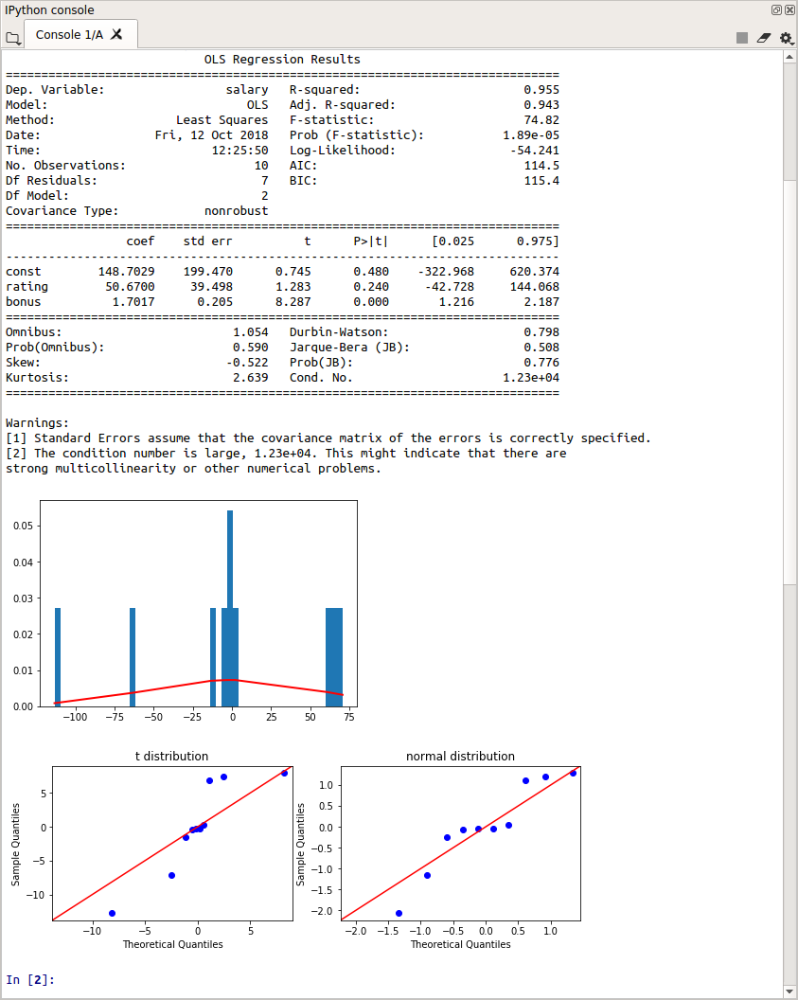 IPython console
Console 1/A
OLS Regression Results
==============================================================================
Dep. Variable: salary R-squared: 0.955
Model: OLS Adj. R-squared: 0.943
Method: Least Squares F-statistic: 74.82
Date: Fri, 12 Oct 2018 Prob (F-statistic): 1.89e-05
Time: 12:25:50 Log-Likelihood: -54.241
No. Observations: 10 AIC: 114.5
Df Residuals: 7 BIC: 115.4
Df Model: 2
Covariance Type: nonrobust
==============================================================================
coef std err t P>|t| [0.025 0.975]
------------------------------------------------------------------------------
const 148.7029 199.470 0.745 0.480 -322.968 620.374
rating 50.6700 39.498 1.283 0.240 -42.728 144.068
bonus 1.7017 0.205 8.287 0.000 1.216 2.187
==============================================================================
Omnibus: 1.054 Durbin-Watson: 0.798
Prob(Omnibus): 0.590 Jarque-Bera (JB): 0.508
Skew: -0.522 Prob(JB): 0.776
Kurtosis: 2.639 Cond. No. 1.23e+04
==============================================================================
Warnings:
[1] Standard Errors assume that the covariance matrix of the errors is correctly specified.
[2] The condition number is large, 1.23e+04. This might indicate that there are
strong multicollinearity or other numerical problems.
0.05
0.04
0.03
0.02
0.01
0.00
−100 −75 −50 −25 0 25 50 75
t distribution
Sample Quantiles
5
0
−5
−10
−10 −5 0 5
Theoretical Quantiles
normal distribution
Sample Quantiles
1.0
0.5
0.0
−0.5
−1.0
−1.5
−2.0
−2.0 −1.5 −1.0 −0.5 0.0 0.5 1.0
Theoretical Quantiles
In [2]: